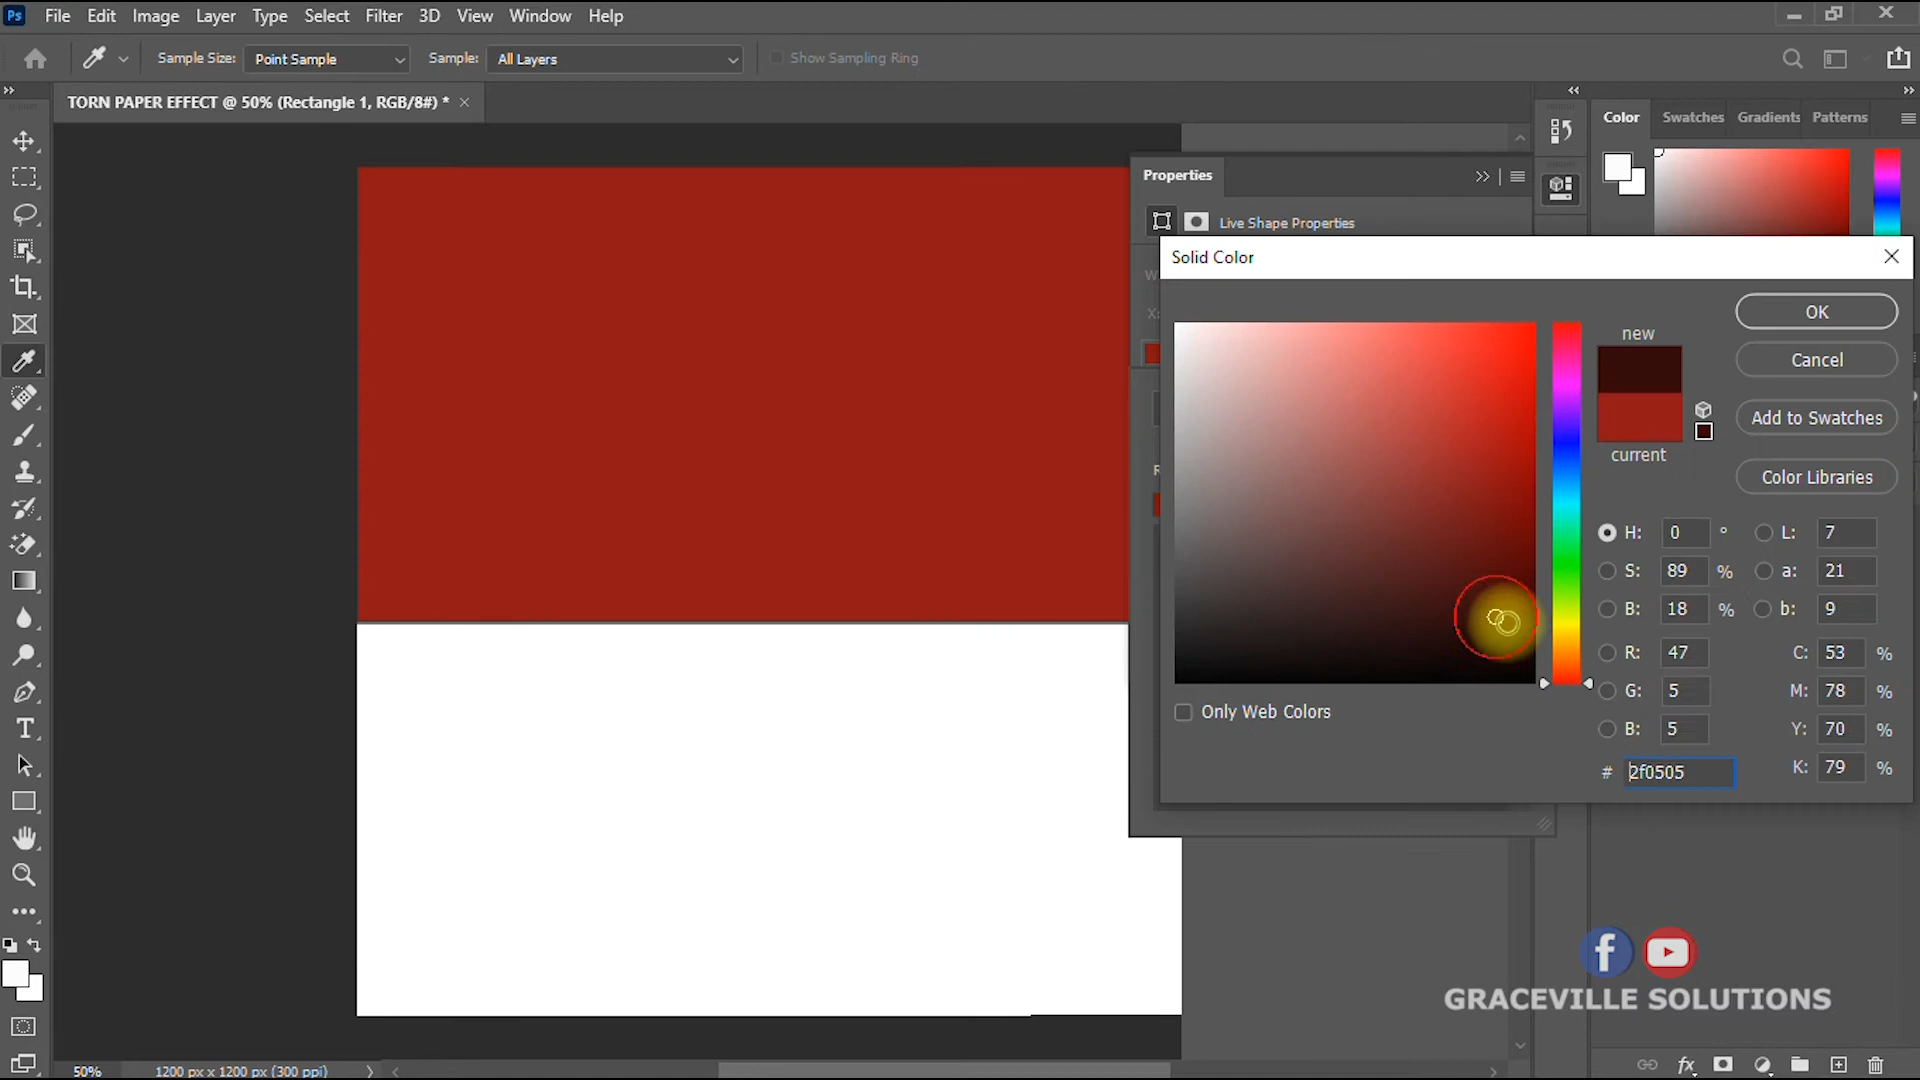 Ps File Edit Image Layer Type Select Filter 3D View Window Help
Sample Size: Point Sample Sample: All Layers Show Sampling Ring
TORN PAPER EFFECT @ 50% (Rectangle 1, RGB/8#) *
Color Swatches Gradients Patterns
Properties
Live Shape Properties
Solid Color
OK
new
Cancel
Add to Swatches
current
Color Libraries
H: 0 ° L: 7
S: 89 % a: 21
B: 18 % b: 9
R: 47 C: 53 %
G: 5 M: 78 %
B: 5 Y: 70 %
# 2f0505 K: 79 %
Only Web Colors
GRACEVILLE SOLUTIONS
50% 1200 px x 1200 px (300 ppi)